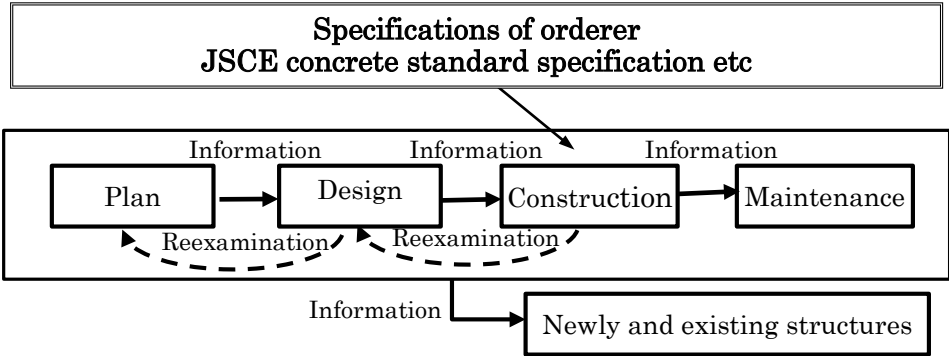 Specifications of orderer
JSCE concrete standard specification etc
Information
Information
Information
Plan
Design
Construction
Maintenance
Reexamination
Reexamination
Information
Newly and existing structures